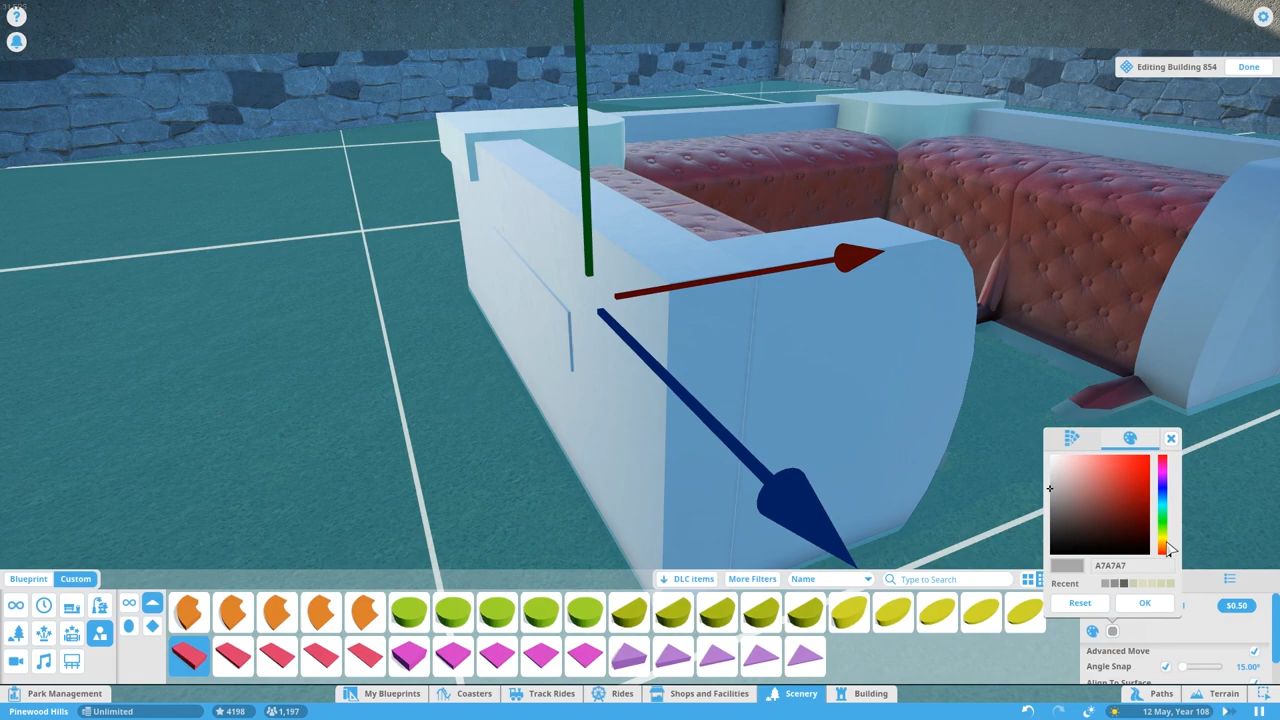 Editing Building 854
Done
A7A7A7
Recent
Reset
OK
Blueprint
Custom
DLC items
More Filters
Name
Type to Search
$0.50
Advanced Move
Angle Snap
15.00°
Park Management
My Blueprints
Coasters
Track Rides
Rides
Shops and Facilities
Scenery
Building
Paths
Terrain
Pinewood Hills
Unlimited
4198
1,197
12 May, Year 108